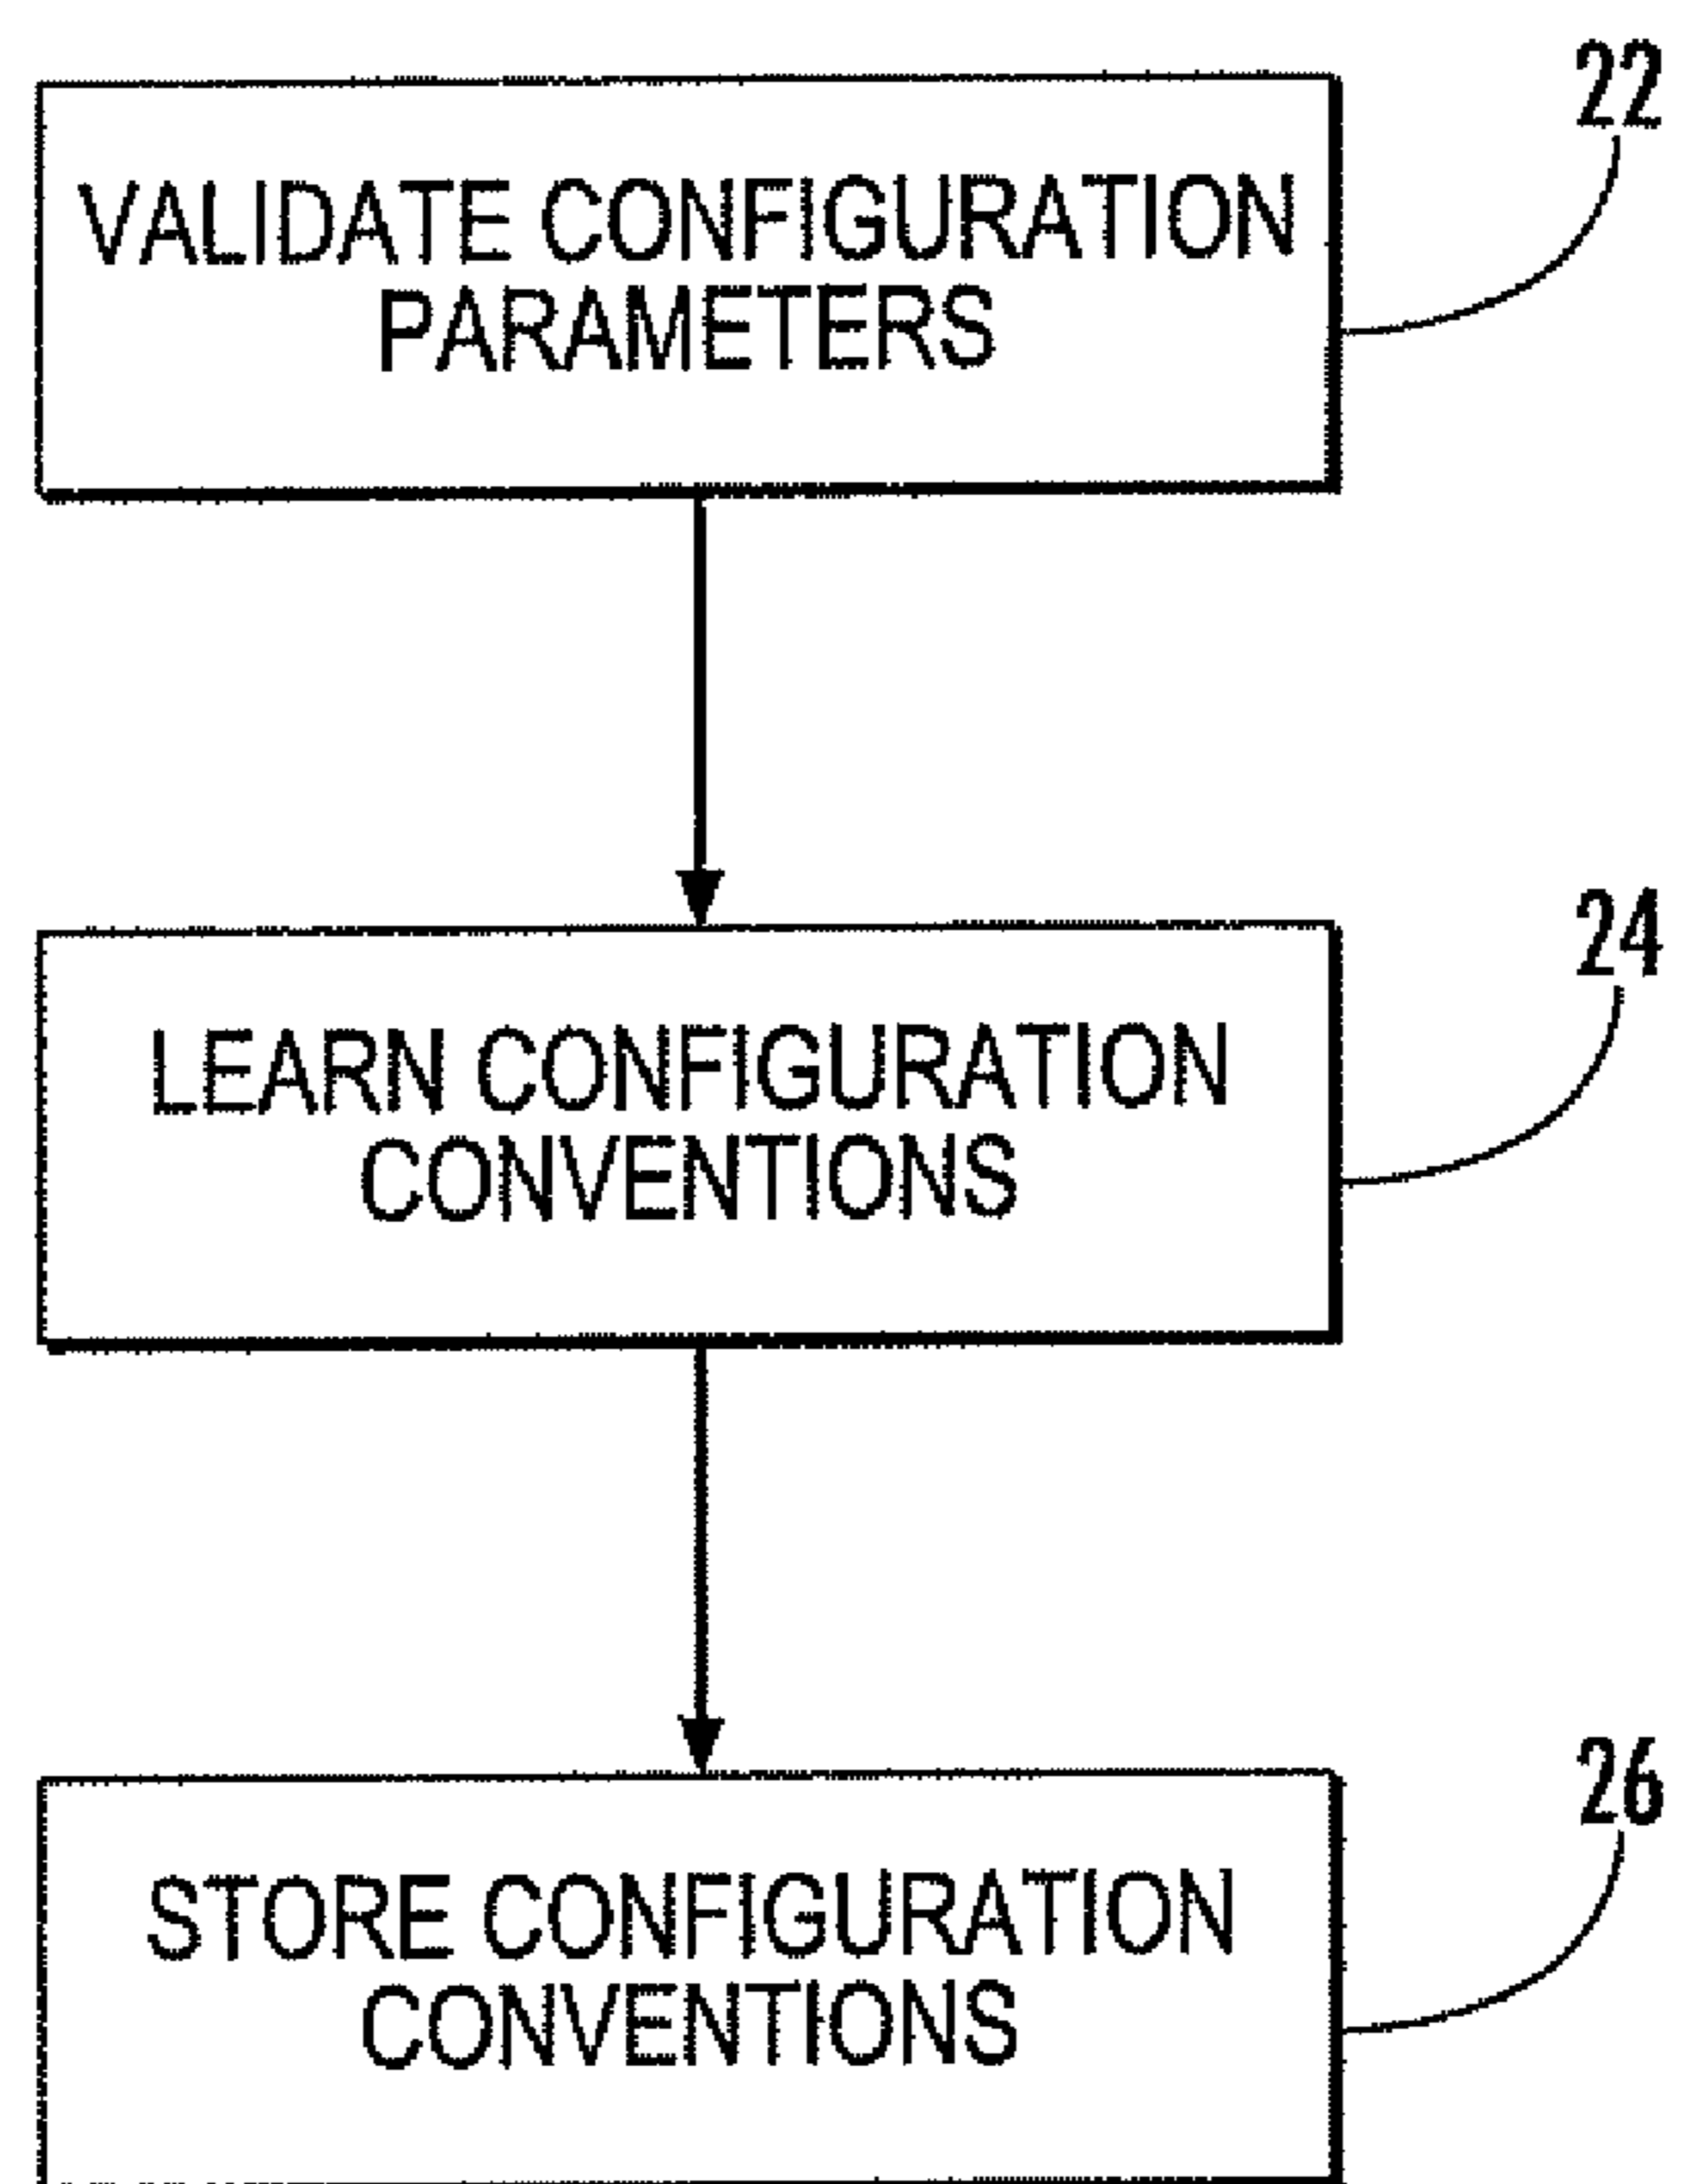 22
VALIDATE CONFIGURATION
PARAMETERS
24
LEARN CONFIGURATION
CONVENTIONS
26
STORE CONFIGURATION
CONVENTIONS